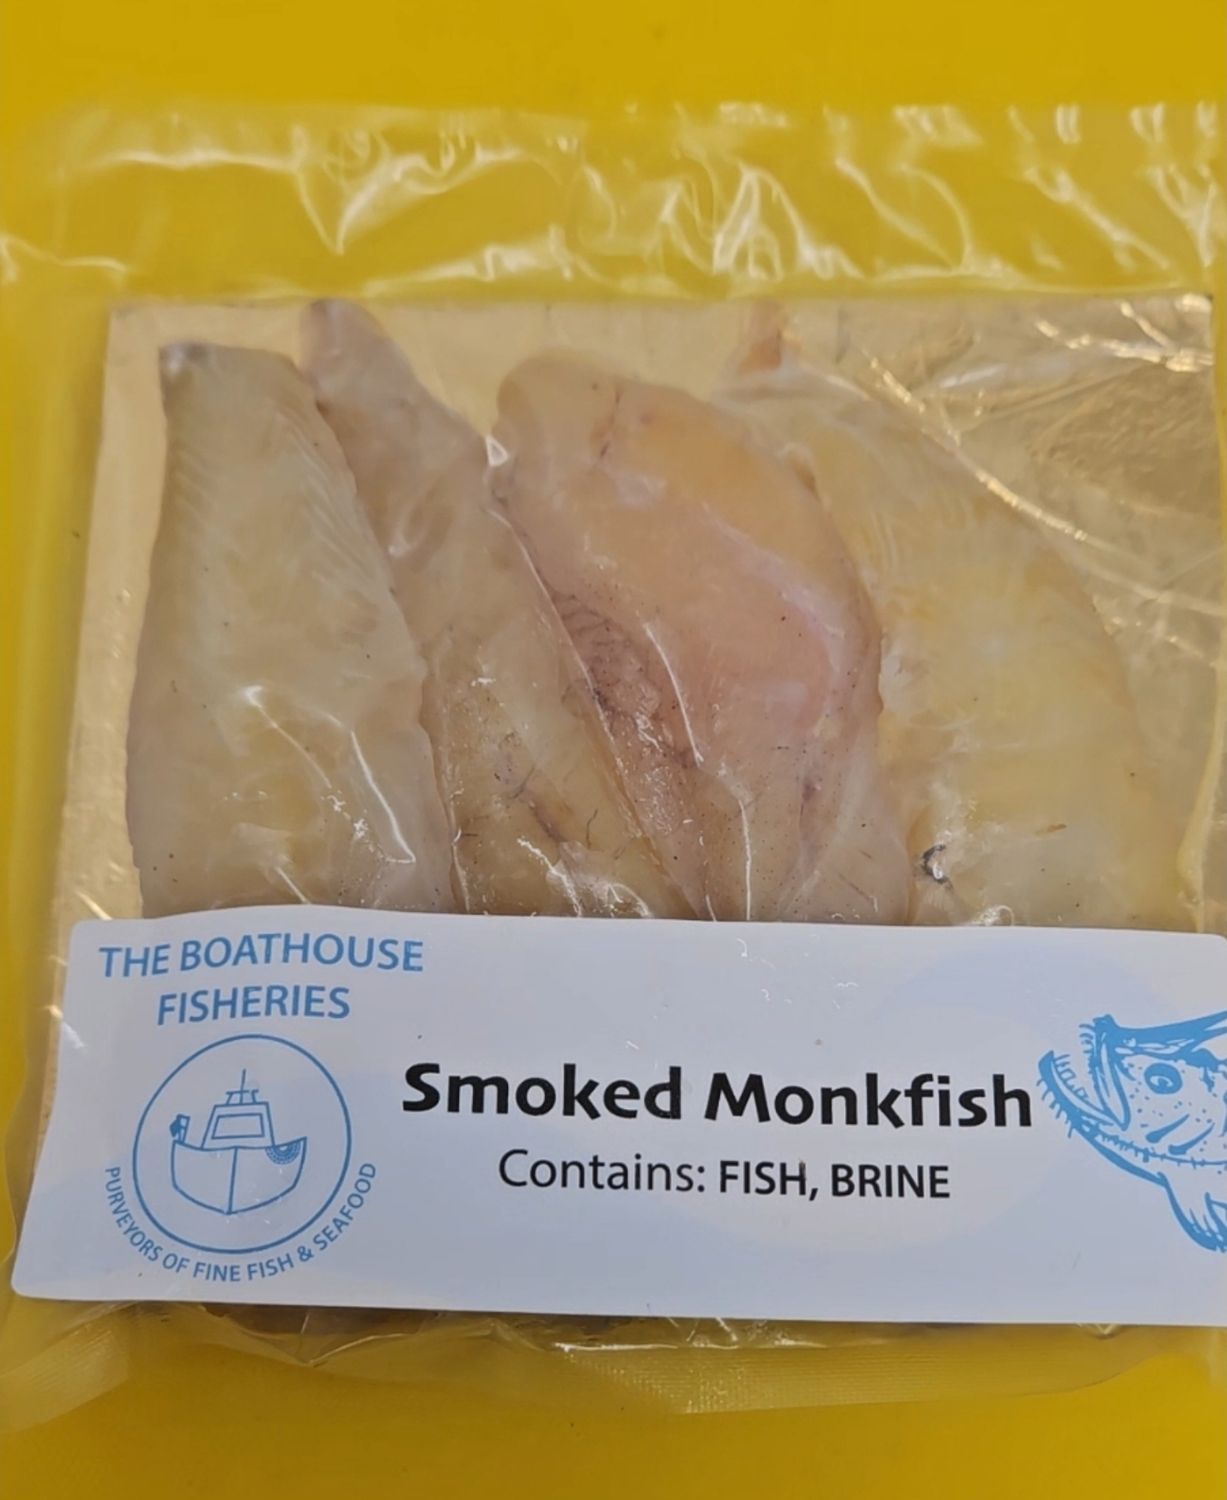 THE BOATHOUSE
FISHERIES
PURVEYORS OF FINE FISH & SEAFOOD
Smoked Monkfish
Contains: FISH, BRINE